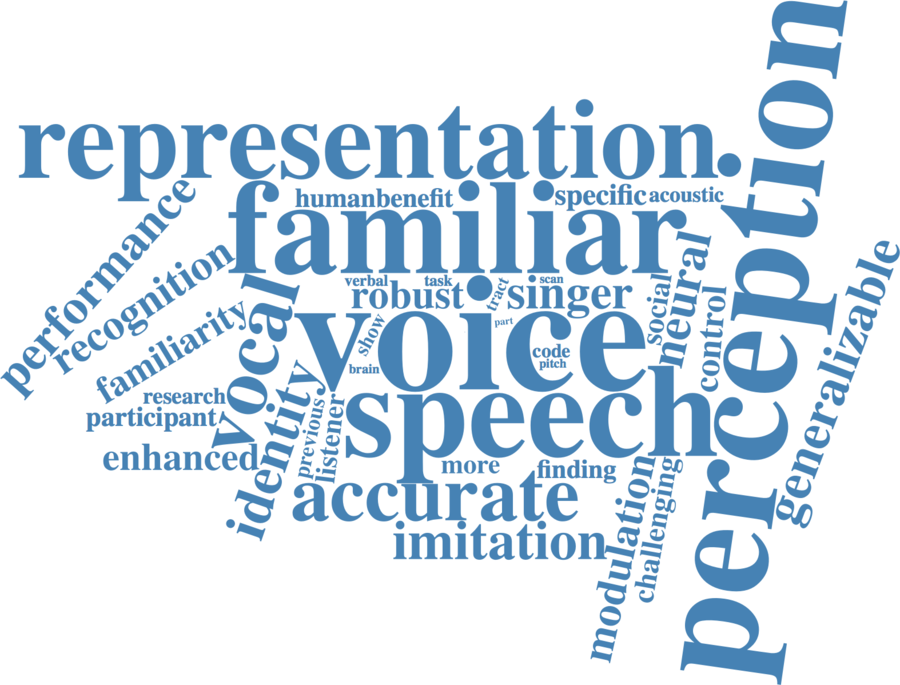 perception
representation
performance
familiar
humanbenefit
specific
acoustic
recognition
generalizable
verbal
task
scan
robust
tract
singer
social
neural
vocal
familiarity
voice
show
part
control
code
brain
pitch
research
participant
identity
previous
listener
speech
enhanced
more
finding
accurate
modulation
challenging
imitation